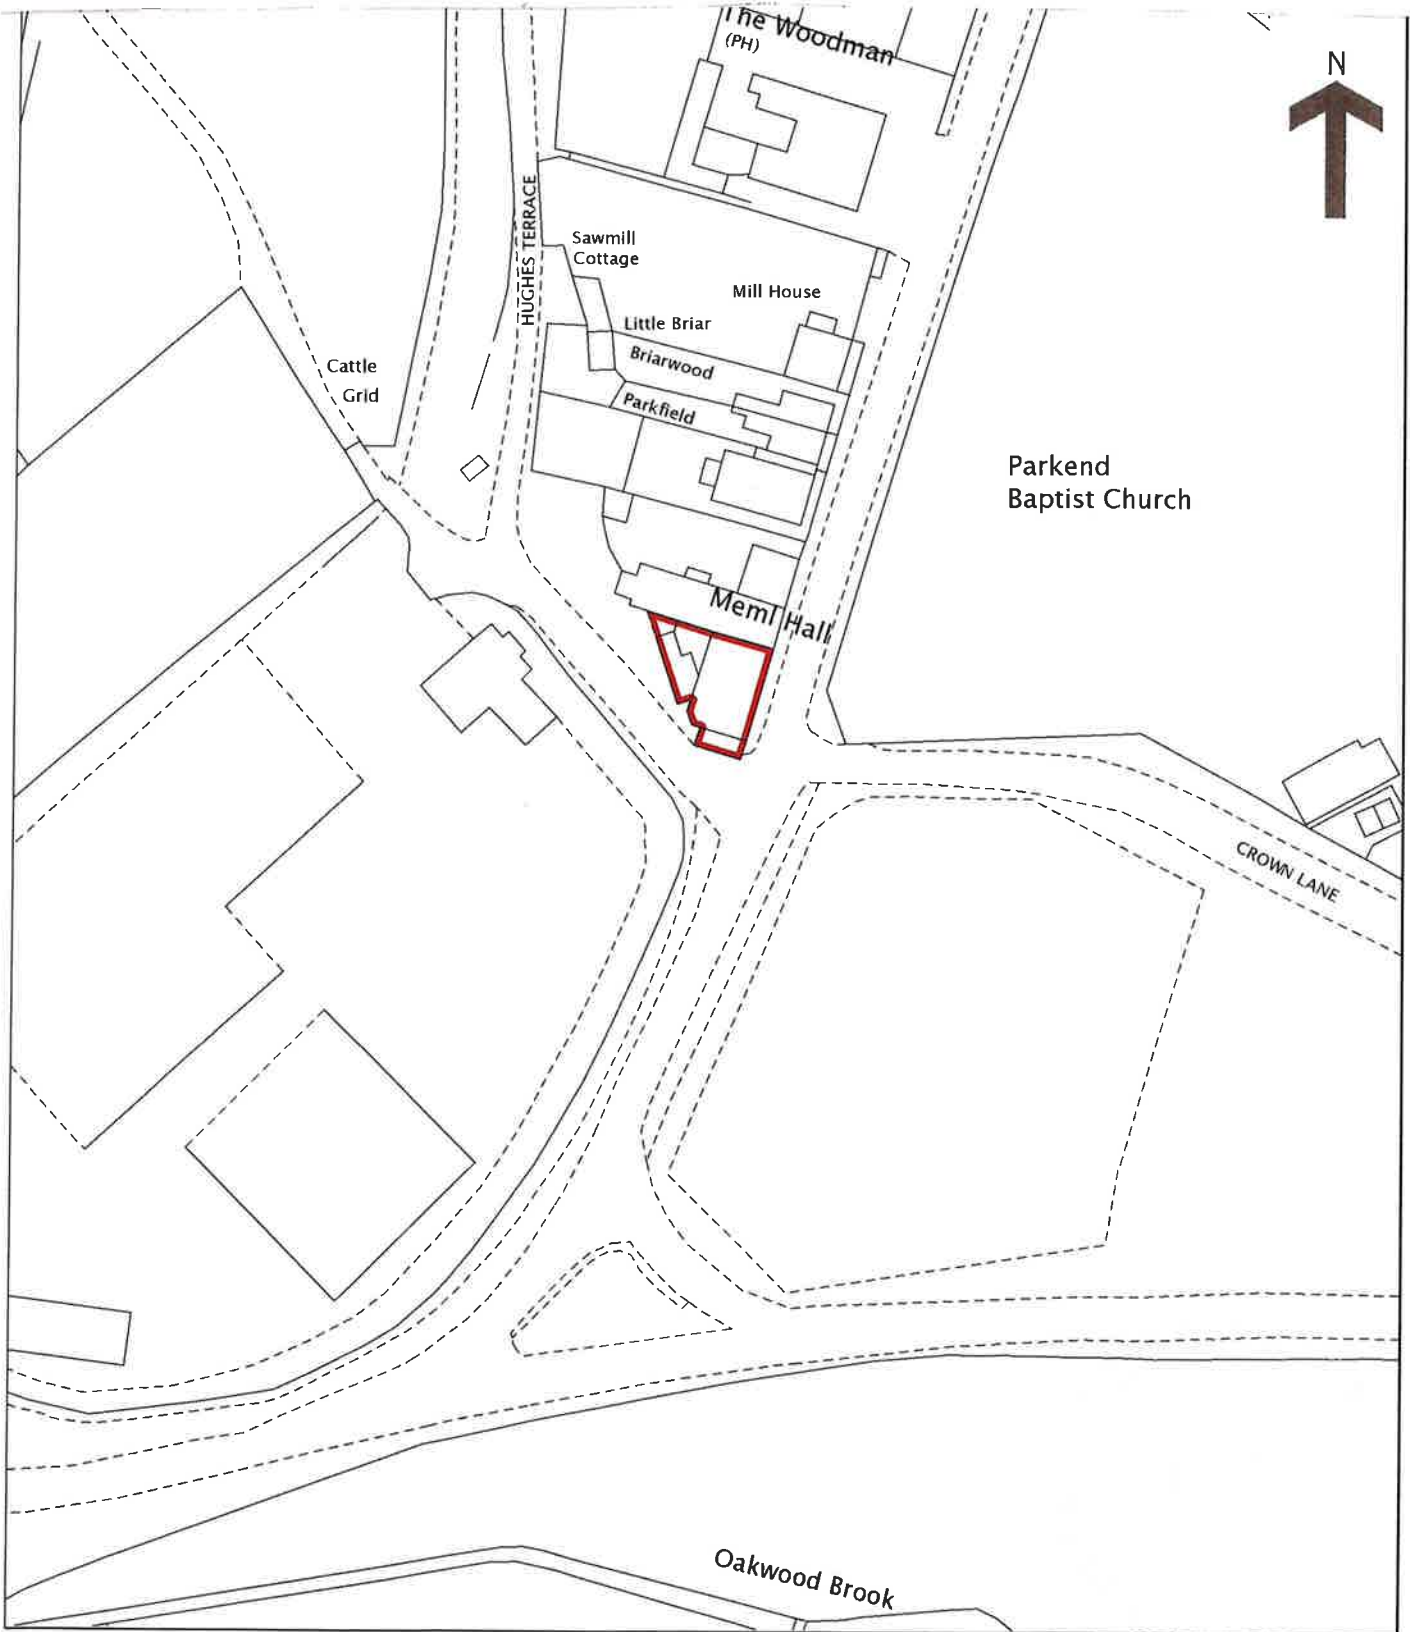 The Woodman
(PH)
N
HUGHES TERRACE
Sawmill
Cottage
Mill House
Little Briar
Briarwood
Cattle
Grid
Parkfield
Parkend
Baptist Church
Meml Hall
CROWN LANE
Oakwood Brook